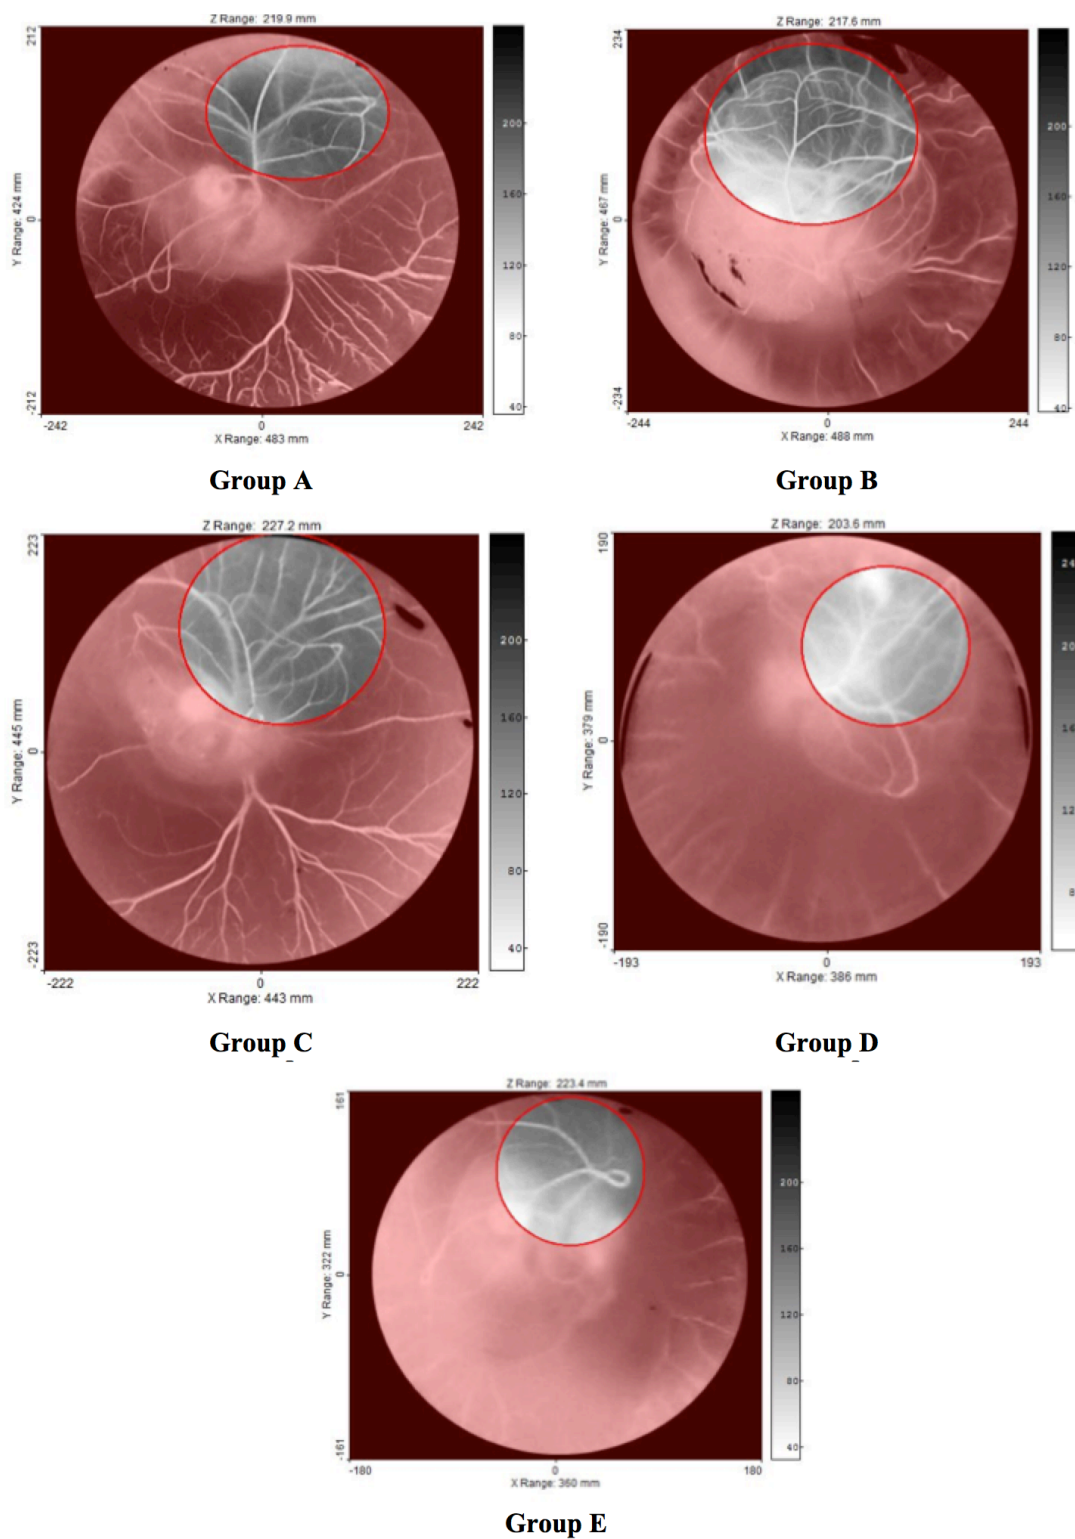 Z Range: 219.9 mm
212
Y Range: 424 mm
0
-212
-242
0
242
X Range: 483 mm
200
160
120
80
40
Group A
Z Range: 217.6 mm
234
Y Range: 467 mm
0
-234
-244
0
244
X Range: 488 mm
200
160
120
80
40
Group B
Z Range: 227.2 mm
223
Y Range: 445 mm
0
-223
-222
0
222
X Range: 443 mm
200
160
120
80
40
Group C
Z Range: 203.6 mm
190
Y Range: 379 mm
0
-190
-193
0
193
X Range: 386 mm
24
20
16
12
8
Group D
Z Range: 223.4 mm
161
Y Range: 322 mm
0
-161
-180
0
180
X Range: 360 mm
200
160
120
80
40
Group E